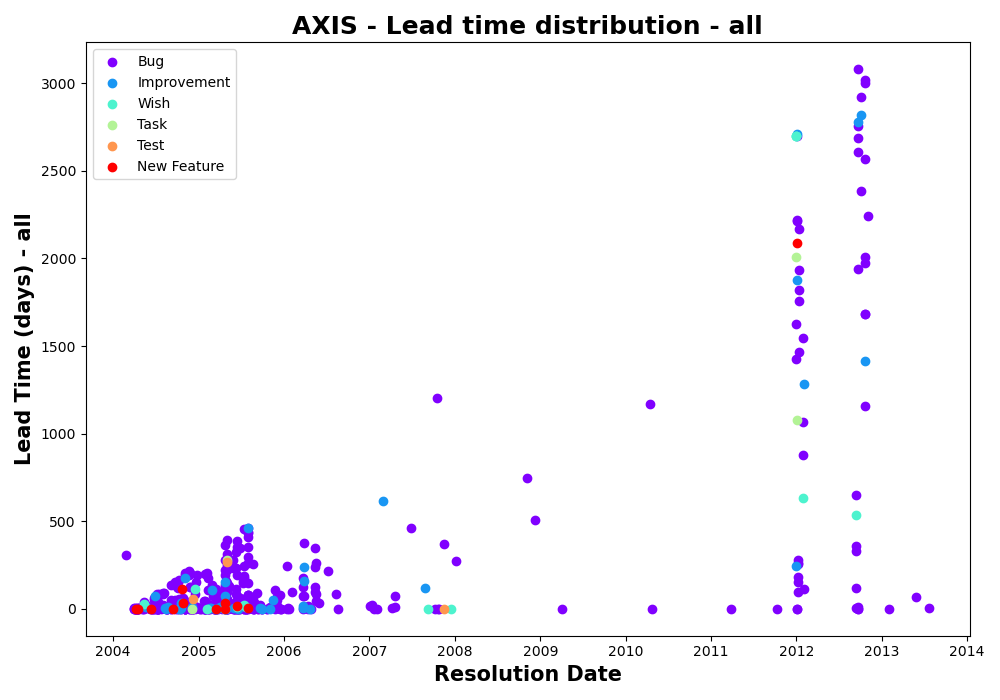 AXIS - Lead time distribution - all
Bug
Improvement
Wish
Task
Test
New Feature
Lead Time (days) - all
3000
2500
2000
1500
1000
500
0
2004 2005 2006 2007 2008 2009 2010 2011 2012 2013 2014
Resolution Date